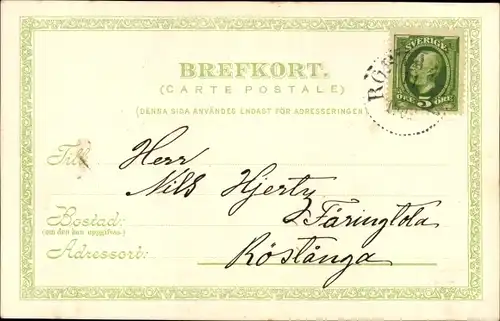 SVERIGE
5
ÖRE 5 ÖRE
BREFKORT.
(CARTE POSTALE)
(DENNA SIDA ANVÄNDES ENDAST FÖR ADRESSERINGEN)
Till
Herr
Nils Hjertz
Bostad:
(om den kan uppgifvas)
Färingtofta
Adressort:
Röstånga